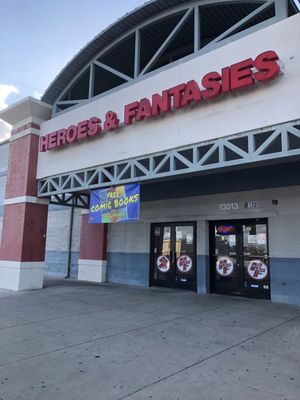 HEROES & FANTASIES
FREE
COMIC BOOKS
13013